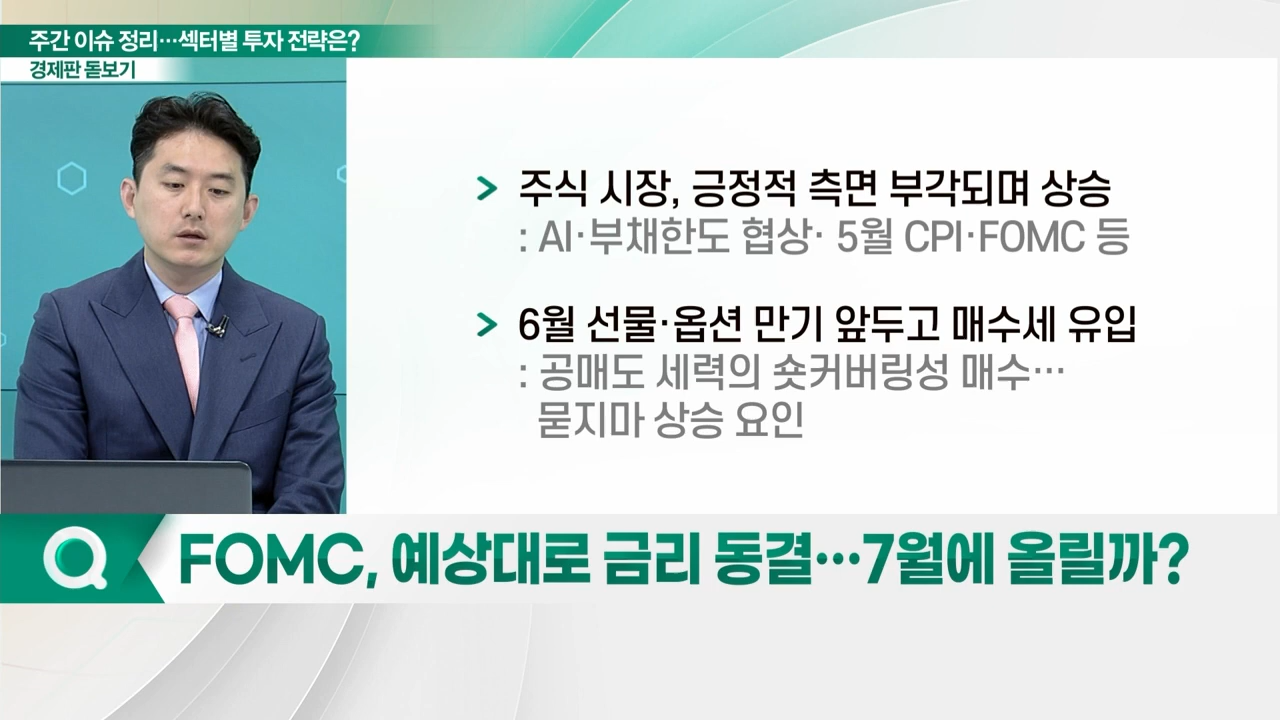 주간 이슈 정리…섹터별 투자 전략은?
경제판 돋보기
> 주식 시장, 긍정적 측면 부각되며 상승
: AI·부채한도 협상· 5월 CPI·FOMC 등
> 6월 선물·옵션 만기 앞두고 매수세 유입
: 공매도 세력의 숏커버링성 매수…
묻지마 상승 요인
FOMC, 예상대로 금리 동결…7월에 올릴까?